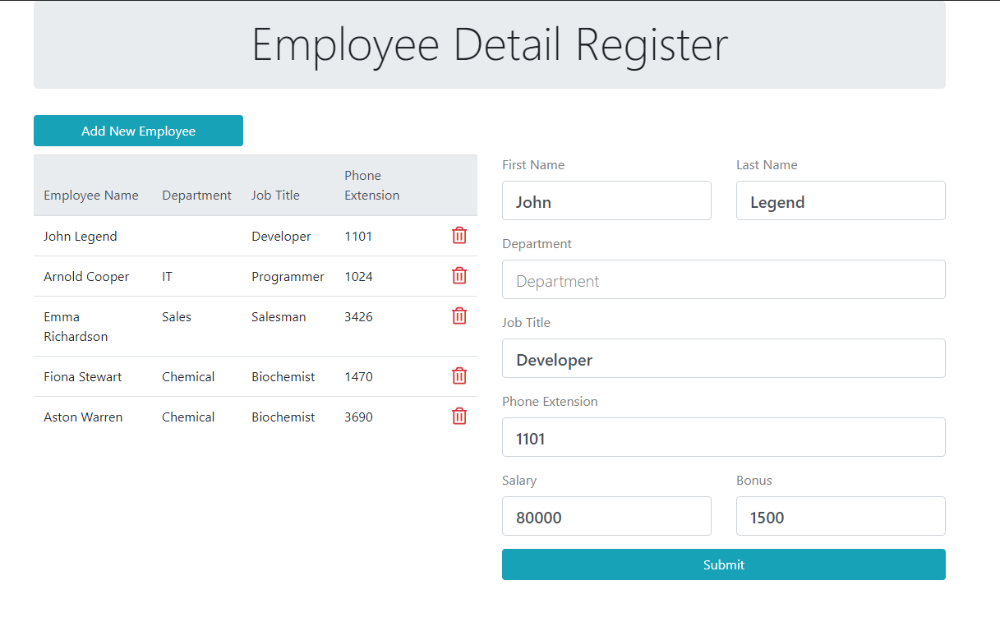 Employee Detail Register
Add New Employee
Employee Name Department Job Title Phone Extension
John Legend Developer 1101
Arnold Cooper IT Programmer 1024
Emma Richardson Sales Salesman 3426
Fiona Stewart Chemical Biochemist 1470
Aston Warren Chemical Biochemist 3690
First Name Last Name
John Legend
Department
Department
Job Title
Developer
Phone Extension
1101
Salary Bonus
80000 1500
Submit